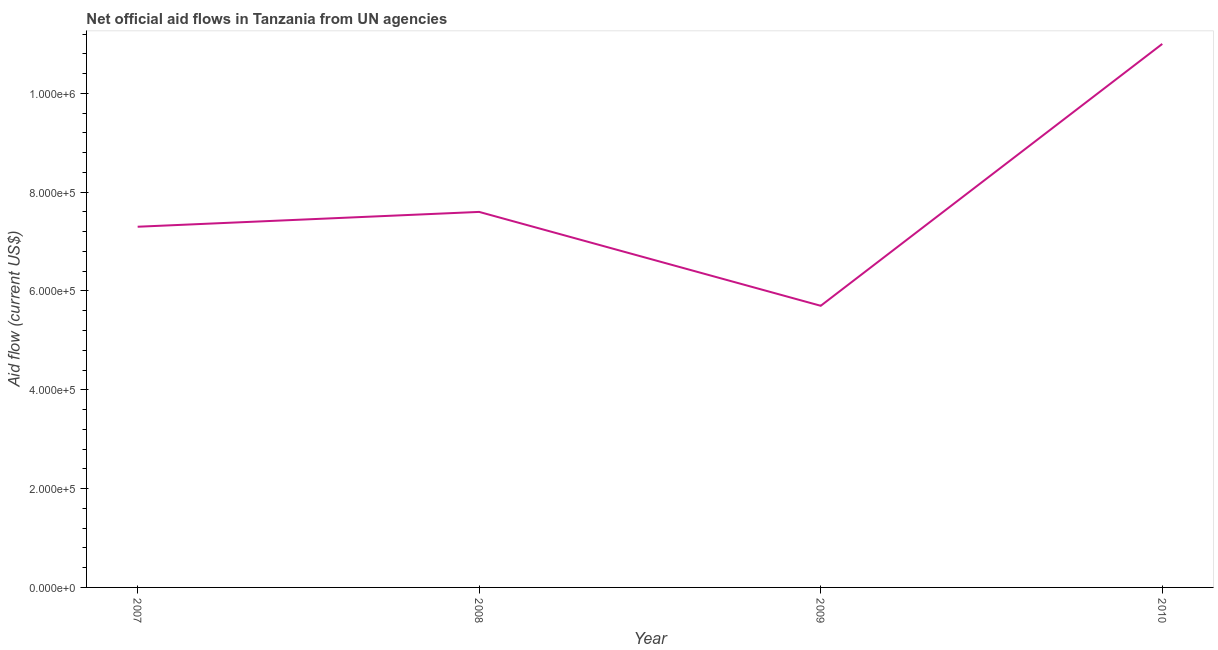 Net official aid flows in Tanzania from UN agencies
Aid flow (current US$)
1.000e+6
8.000e+5
6.000e+5
4.000e+5
2.000e+5
0.000e+0
2007
2008
2009
2010
Year